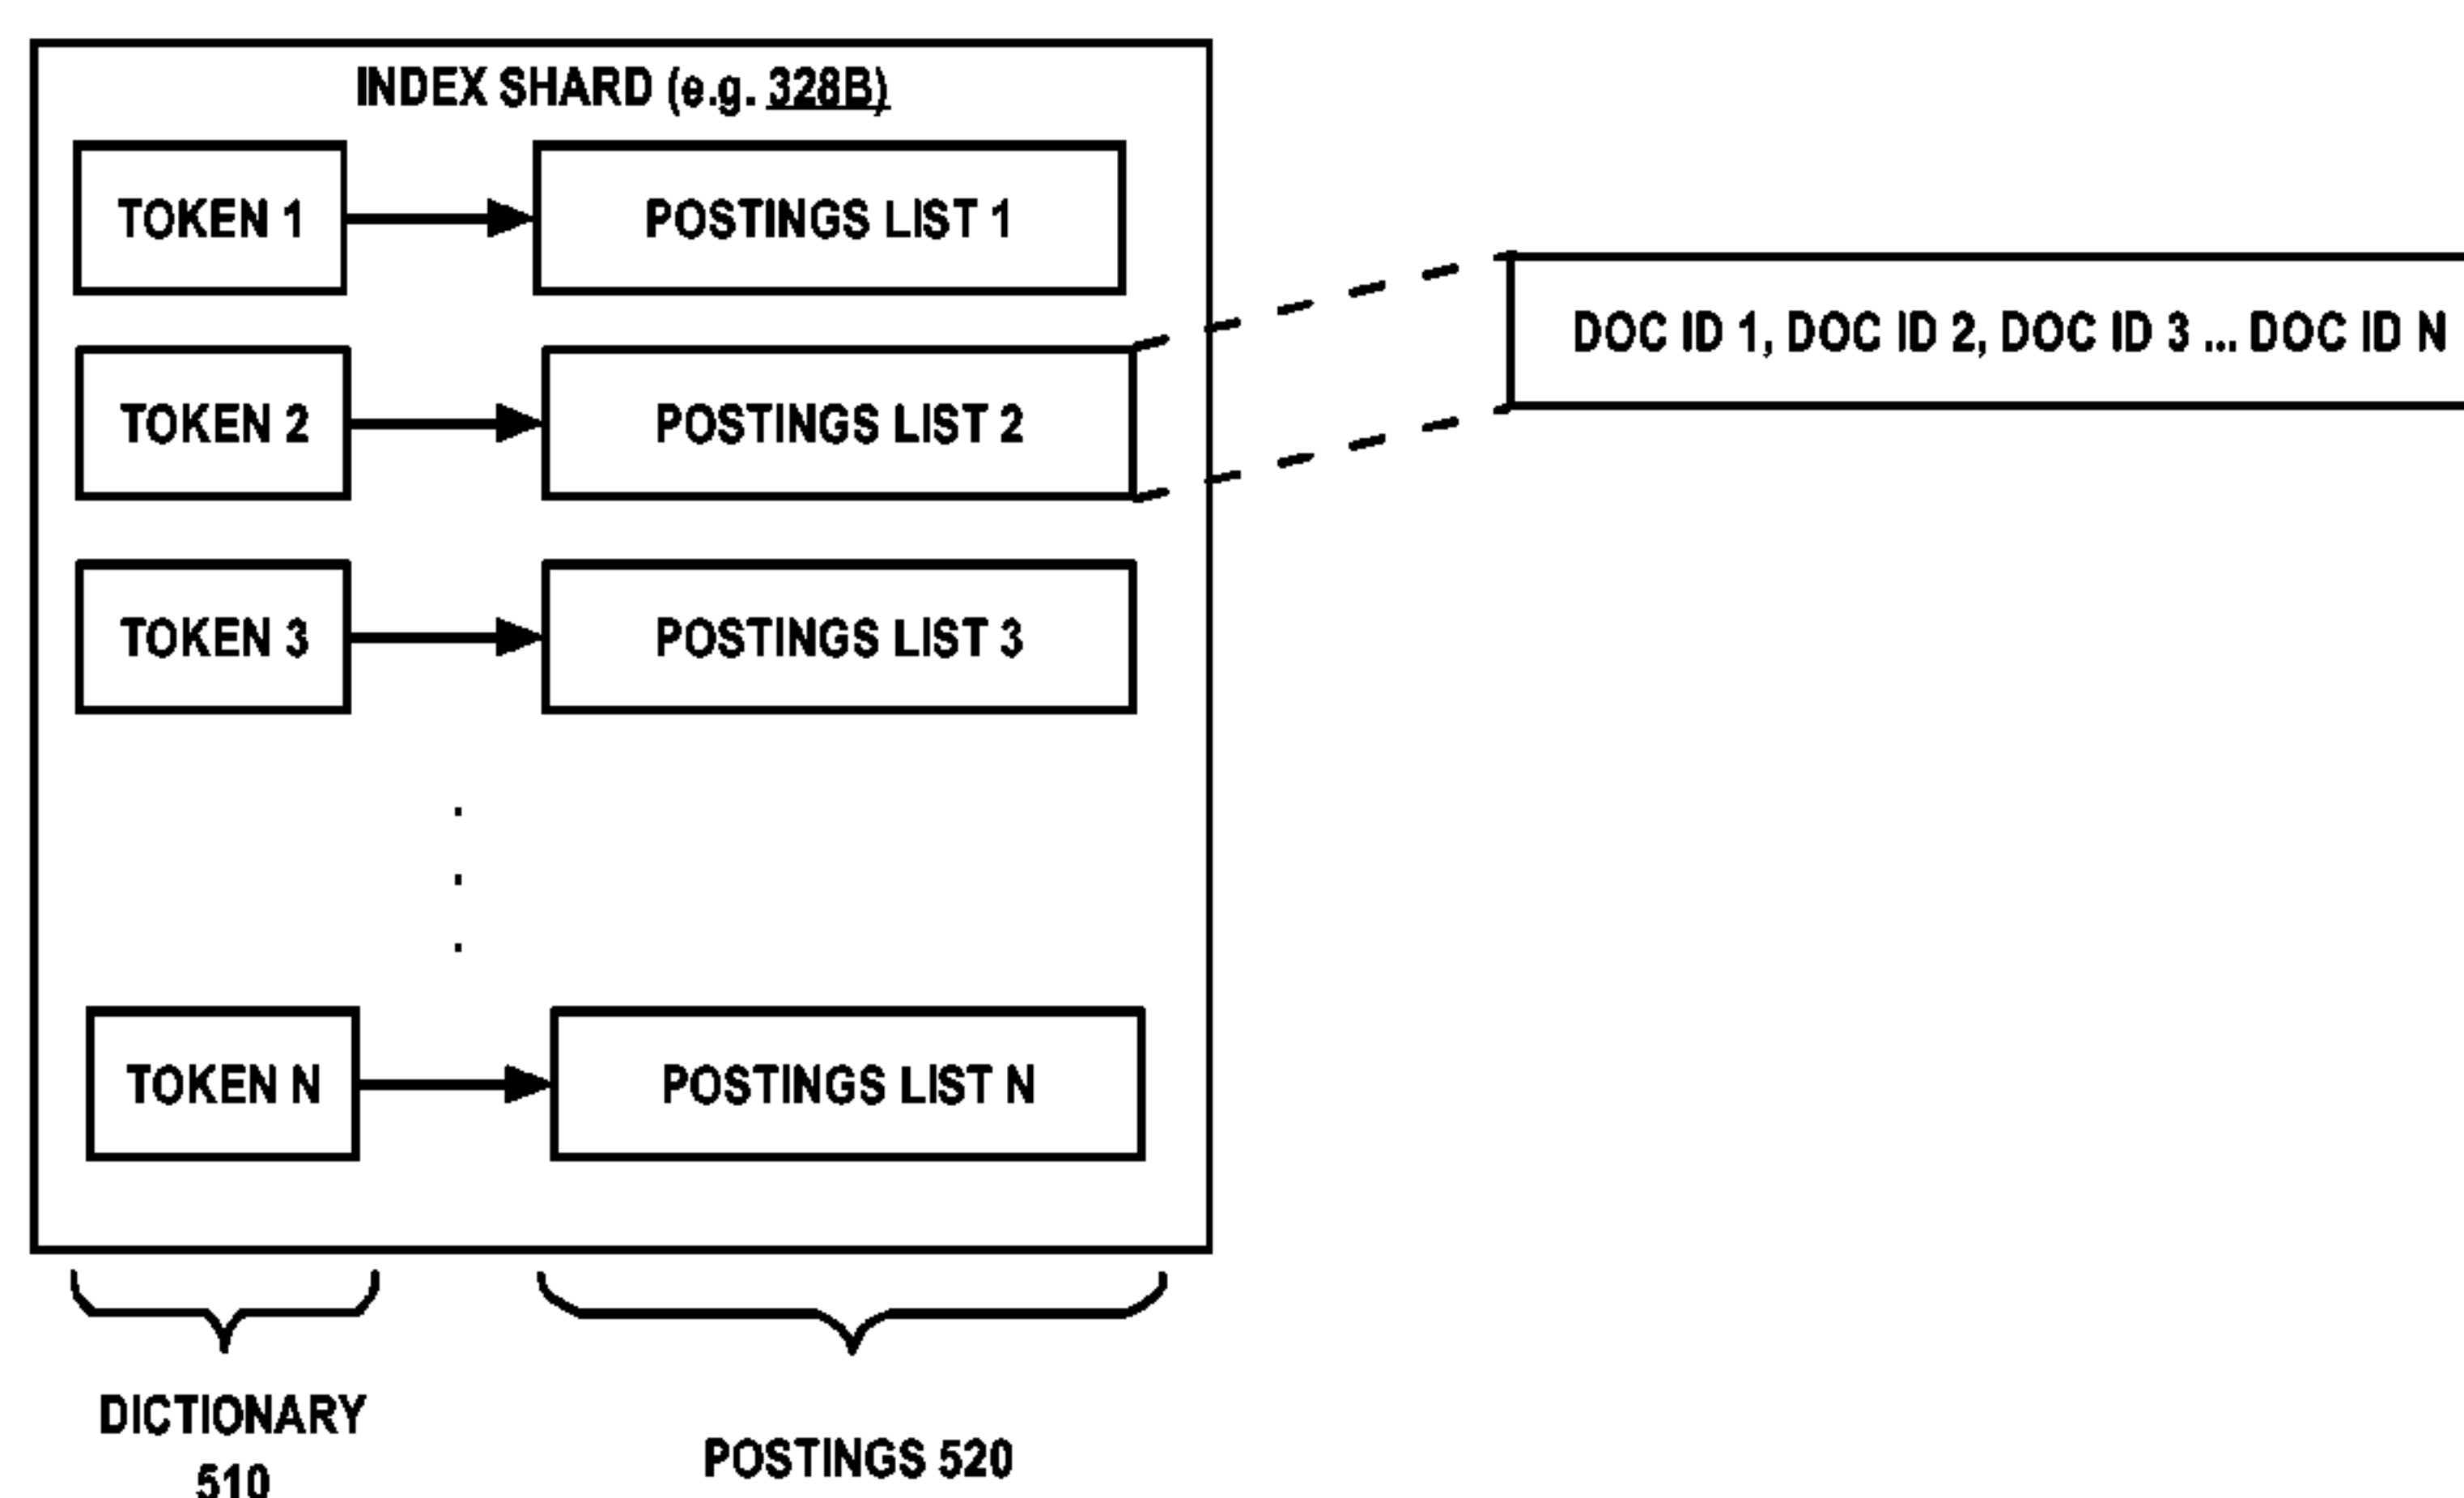 INDEX SHARD (e.g. 328B)
TOKEN 1
POSTINGS LIST 1
DOC ID 1, DOC ID 2, DOC ID 3 ... DOC ID N
TOKEN 2
POSTINGS LIST 2
TOKEN 3
POSTINGS LIST 3
.
.
.
TOKEN N
POSTINGS LIST N
DICTIONARY
510
POSTINGS 520